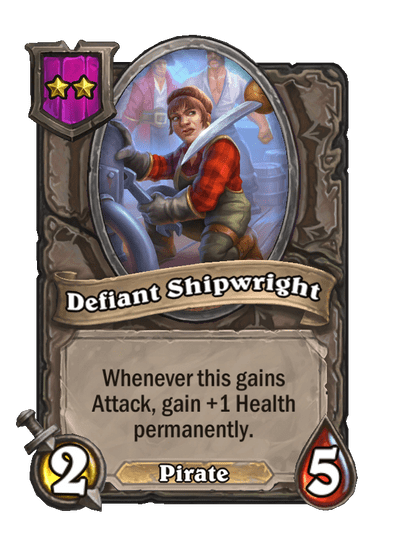 Defiant Shipwright
Whenever this gains
Attack, gain +1 Health
permanently.
2
Pirate
5